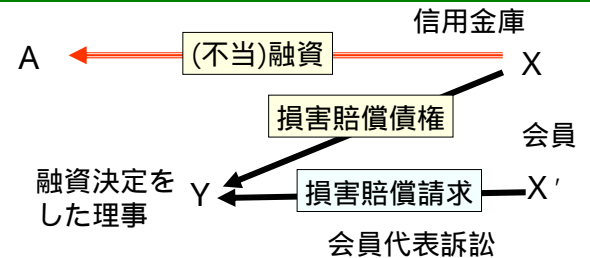 信用金庫
A
(不当)融資
X
損害賠償債権
会員
融資決定を
した理事
Y
損害賠償請求
X′
会員代表訴訟